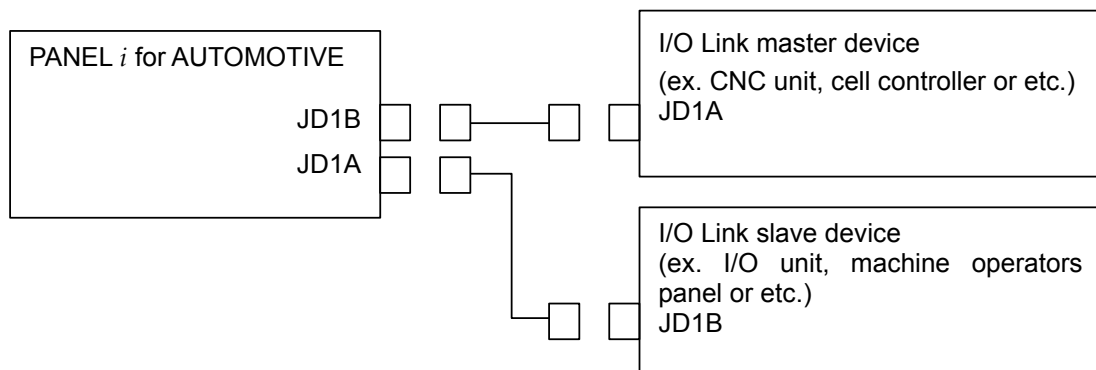 PANEL i for AUTOMOTIVE
JD1B
JD1A
I/O Link master device
(ex. CNC unit, cell controller or etc.)
JD1A
I/O Link slave device
(ex. I/O unit, machine operators
panel or etc.)
JD1B